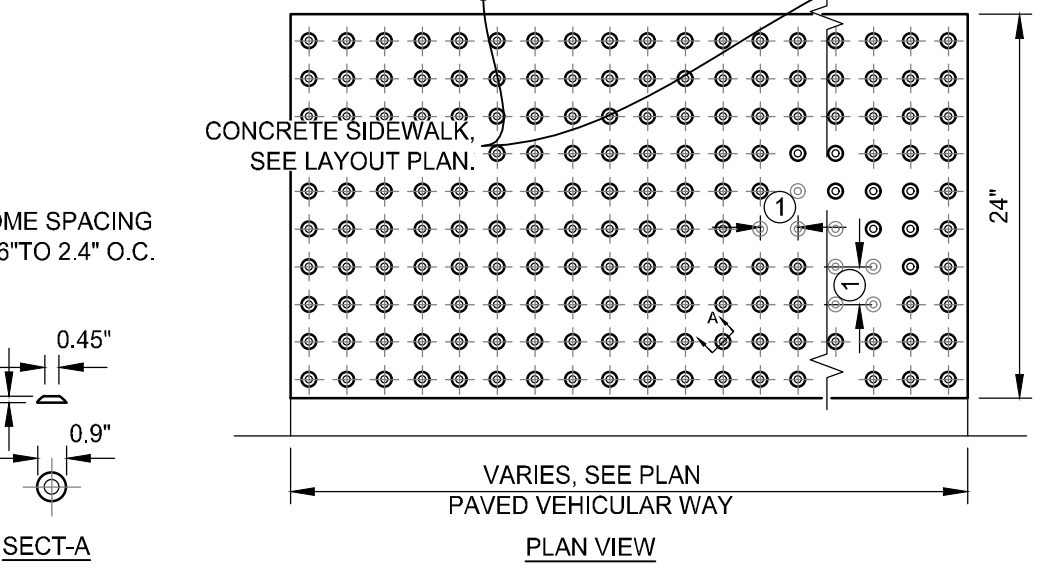 CONCRETE SIDEWALK,
SEE LAYOUT PLAN.
OME SPACING
6"TO 2.4" O.C.
0.45"
0.9"
SECT-A
1
1
A
24"
VARIES, SEE PLAN
PAVED VEHICULAR WAY
PLAN VIEW